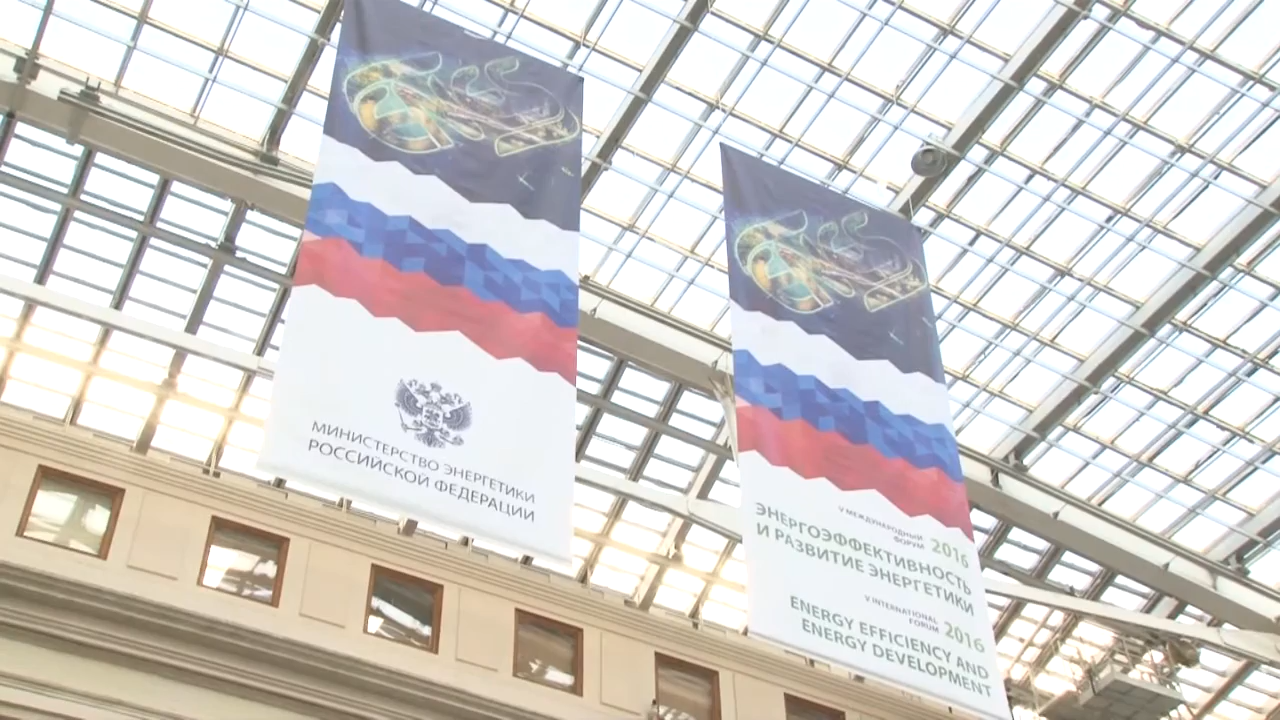 МИНИСТЕРСТВО ЭНЕРГЕТИКИ
РОССИЙСКОЙ ФЕДЕРАЦИИ
V МЕЖДУНАРОДНЫЙ
ФОРУМ 2016
ЭНЕРГОЭФФЕКТИВНОСТЬ
И РАЗВИТИЕ ЭНЕРГЕТИКИ
V INTERNATIONAL
FORUM 2016
ENERGY EFFICIENCY AND
ENERGY DEVELOPMENT